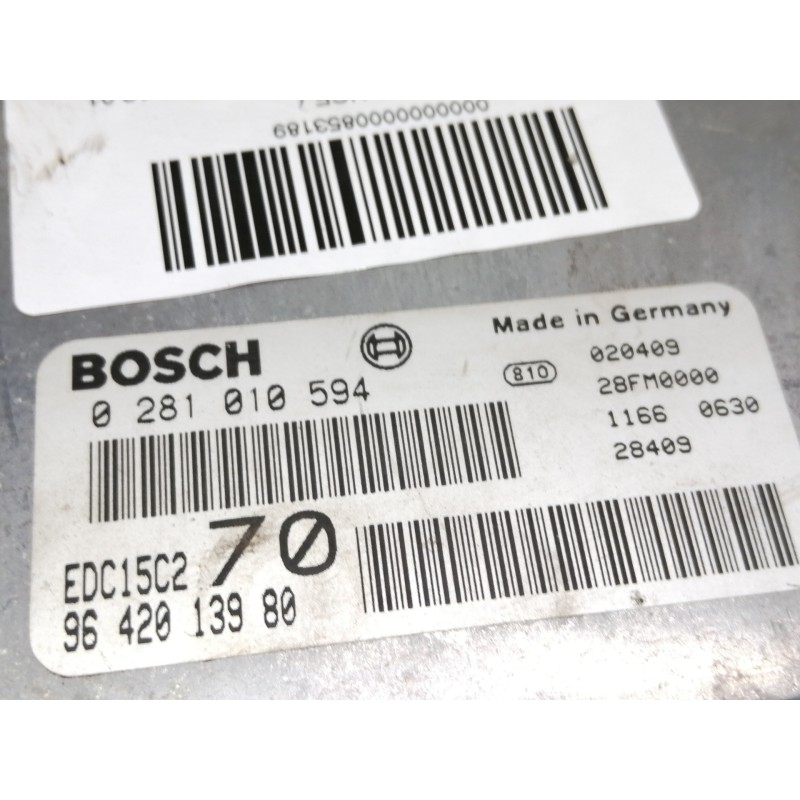 0000000000853189
BOSCH
Made in Germany
0 281 010 594
810
020409
28FM0000
1166 0630
28409
EDC15C2
70
96 420 139 80